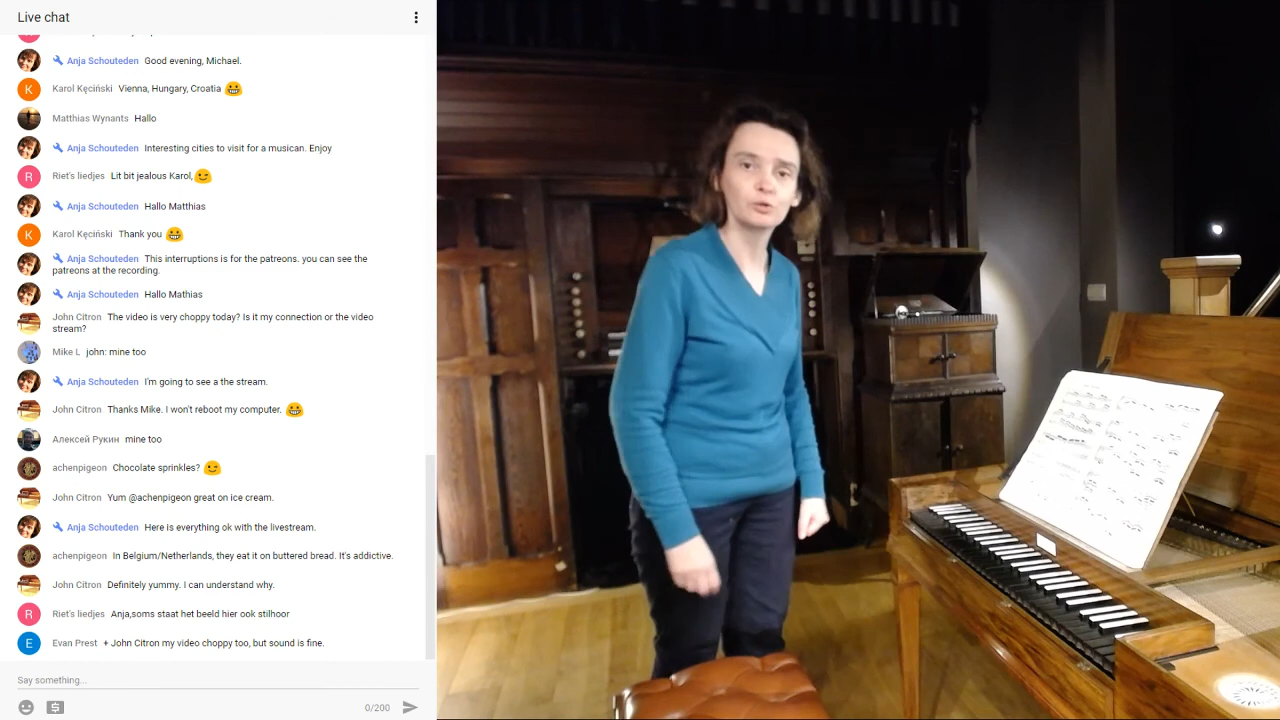 Live chat
Anja Schouteden Good evening, Michael.
K
Karol Kęciński Vienna, Hungary, Croatia
Matthias Wynants Hallo
Anja Schouteden Interesting cities to visit for a musican. Enjoy
R
Riet's liedjes Lit bit jealous Karol,
Anja Schouteden Hallo Matthias
K
Karol Kęciński Thank you
Anja Schouteden This interruptions is for the patreons. you can see the
patreons at the recording.
Anja Schouteden Hallo Mathias
John Citron The video is very choppy today? Is it my connection or the video
stream?
Mike L john: mine too
Anja Schouteden I'm going to see a the stream.
John Citron Thanks Mike. I won't reboot my computer.
Алексей Рукин mine too
achenpigeon Chocolate sprinkles?
John Citron Yum @achenpigeon great on ice cream.
Anja Schouteden Here is everything ok with the livestream.
achenpigeon In Belgium/Netherlands, they eat it on buttered bread. It's addictive.
John Citron Definitely yummy. I can understand why.
R
Riet's liedjes Anja,soms staat het beeld hier ook stilhoor
E
Evan Prest + John Citron my video choppy too, but sound is fine.
Say something...
0/200